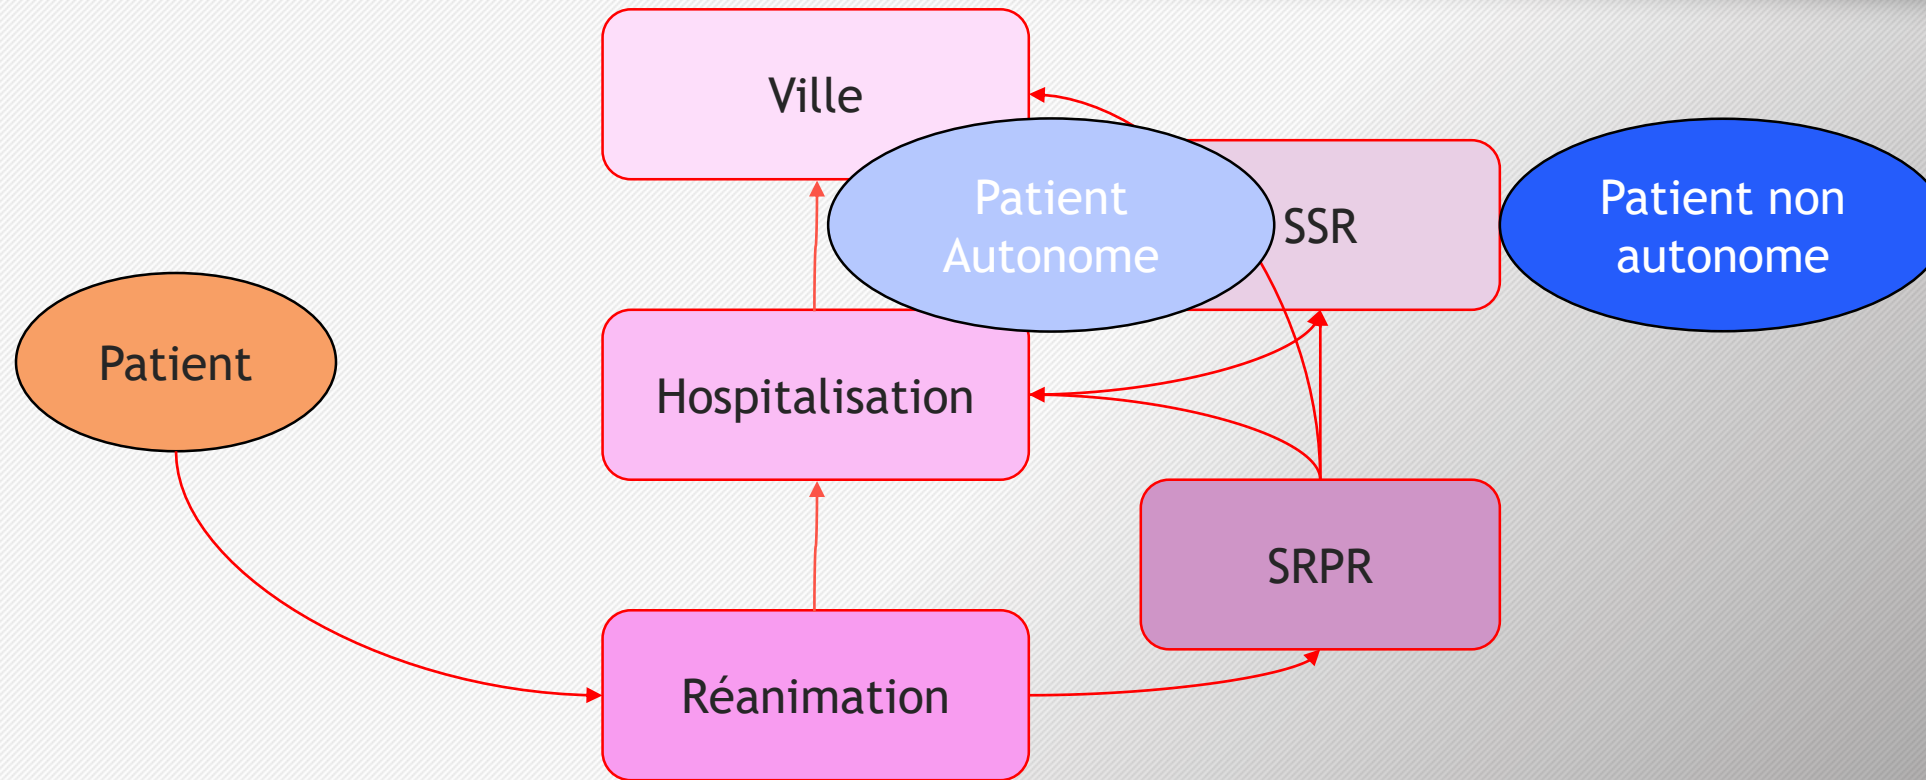 Ville
Patient
Autonome
SSR
Patient non
autonome
Patient
Hospitalisation
SRPR
Réanimation